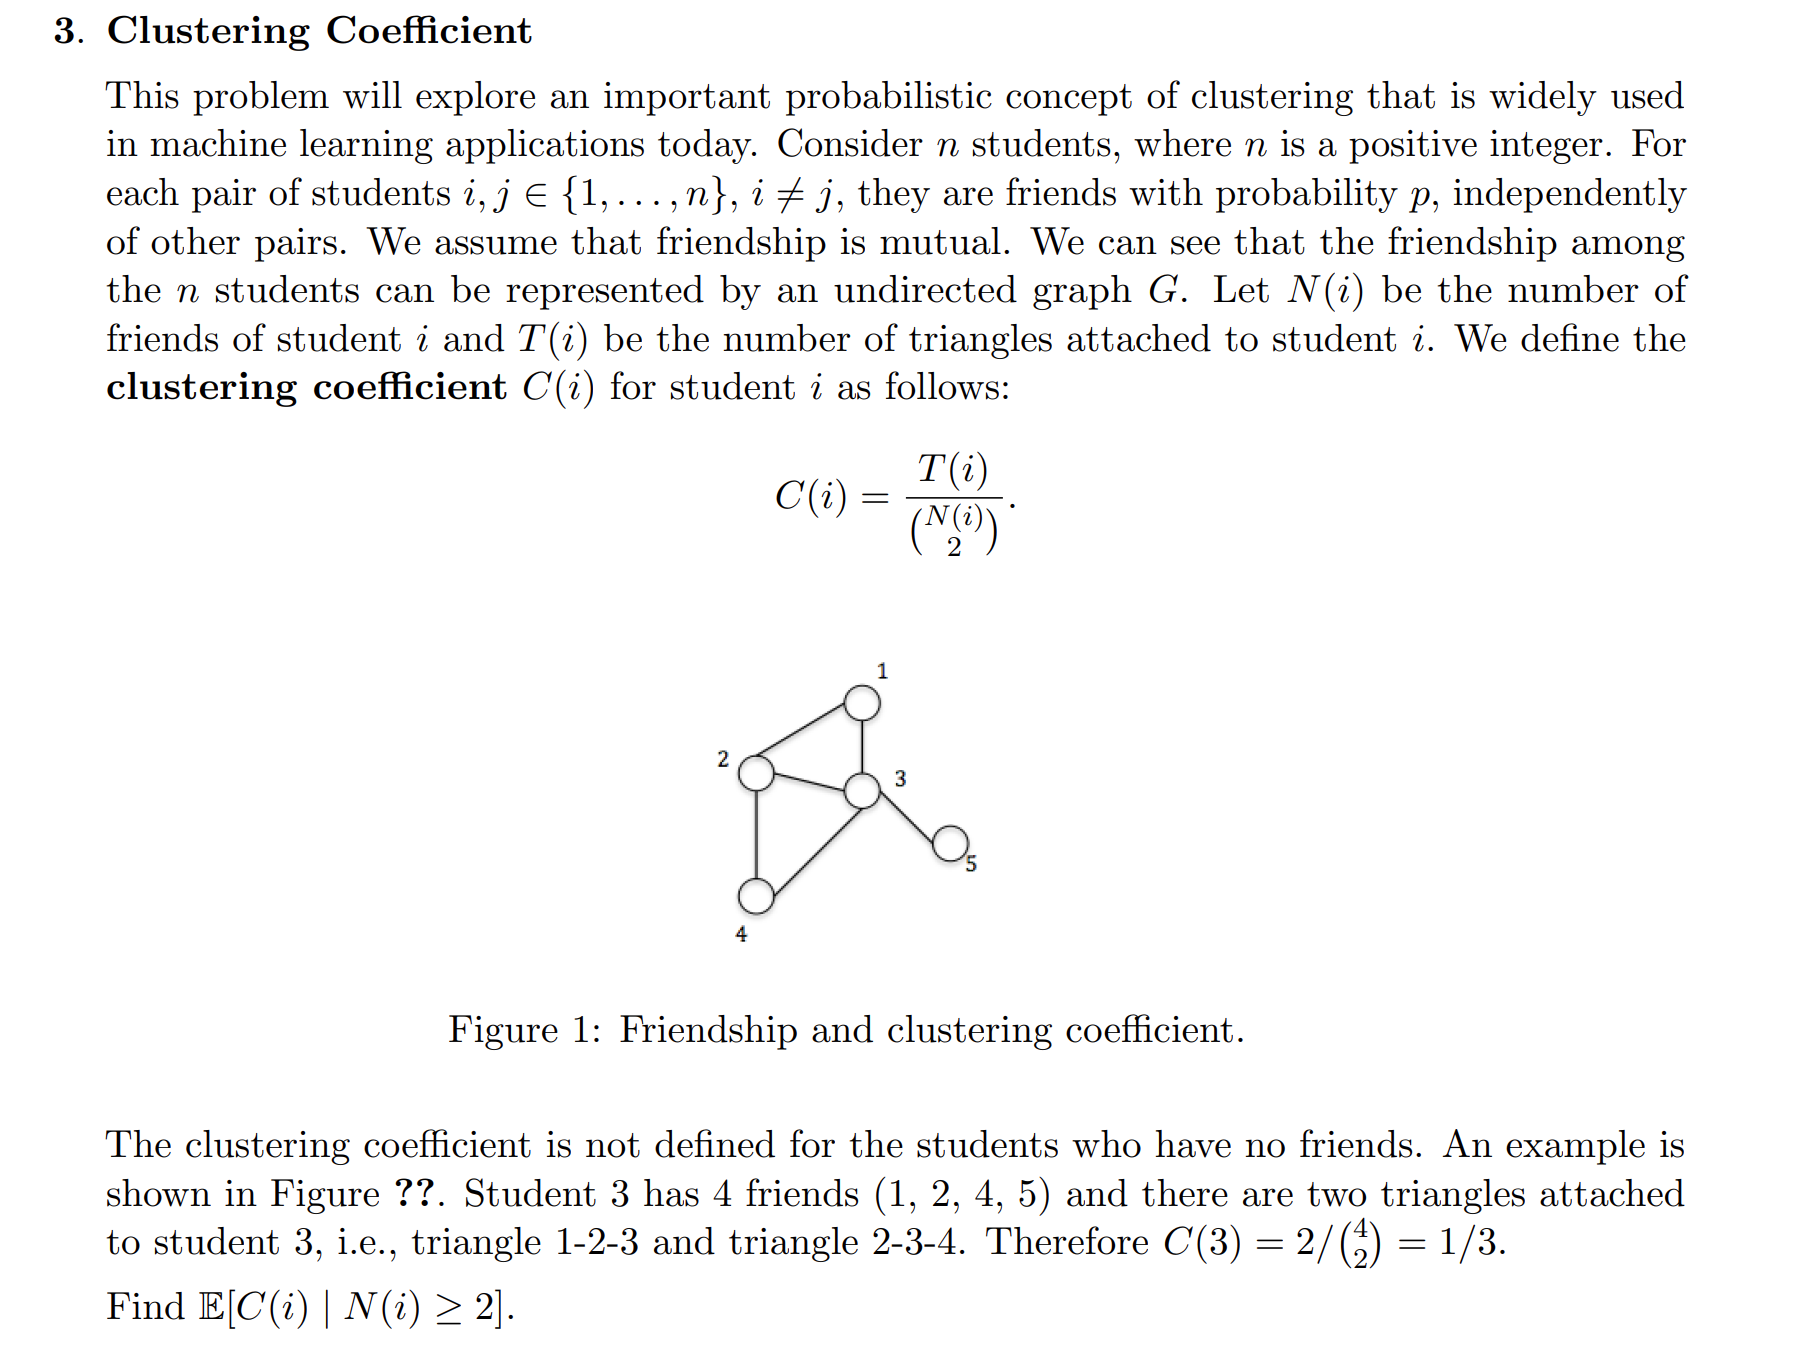 3. Clustering Coefficient
This problem will explore an important probabilistic concept of clustering that is widely used
in machine learning applications today. Consider n students, where n is a positive integer. For
each pair of students i, j ∈ {1, . . . , n}, i ≠ j, they are friends with probability p, independently
of other pairs. We assume that friendship is mutual. We can see that the friendship among
the n students can be represented by an undirected graph G. Let N(i) be the number of
friends of student i and T(i) be the number of triangles attached to student i. We define the
clustering coefficient C(i) for student i as follows:
C(i) = \frac{T(i)}{\binom{N(i)}{2}}.
1
2
3
5
4
Figure 1: Friendship and clustering coefficient.
The clustering coefficient is not defined for the students who have no friends. An example is
shown in Figure ??. Student 3 has 4 friends (1, 2, 4, 5) and there are two triangles attached
to student 3, i.e., triangle 1-2-3 and triangle 2-3-4. Therefore C(3) = 2/\binom{4}{2} = 1/3.
Find 𝔼[C(i) | N(i) ≥ 2].